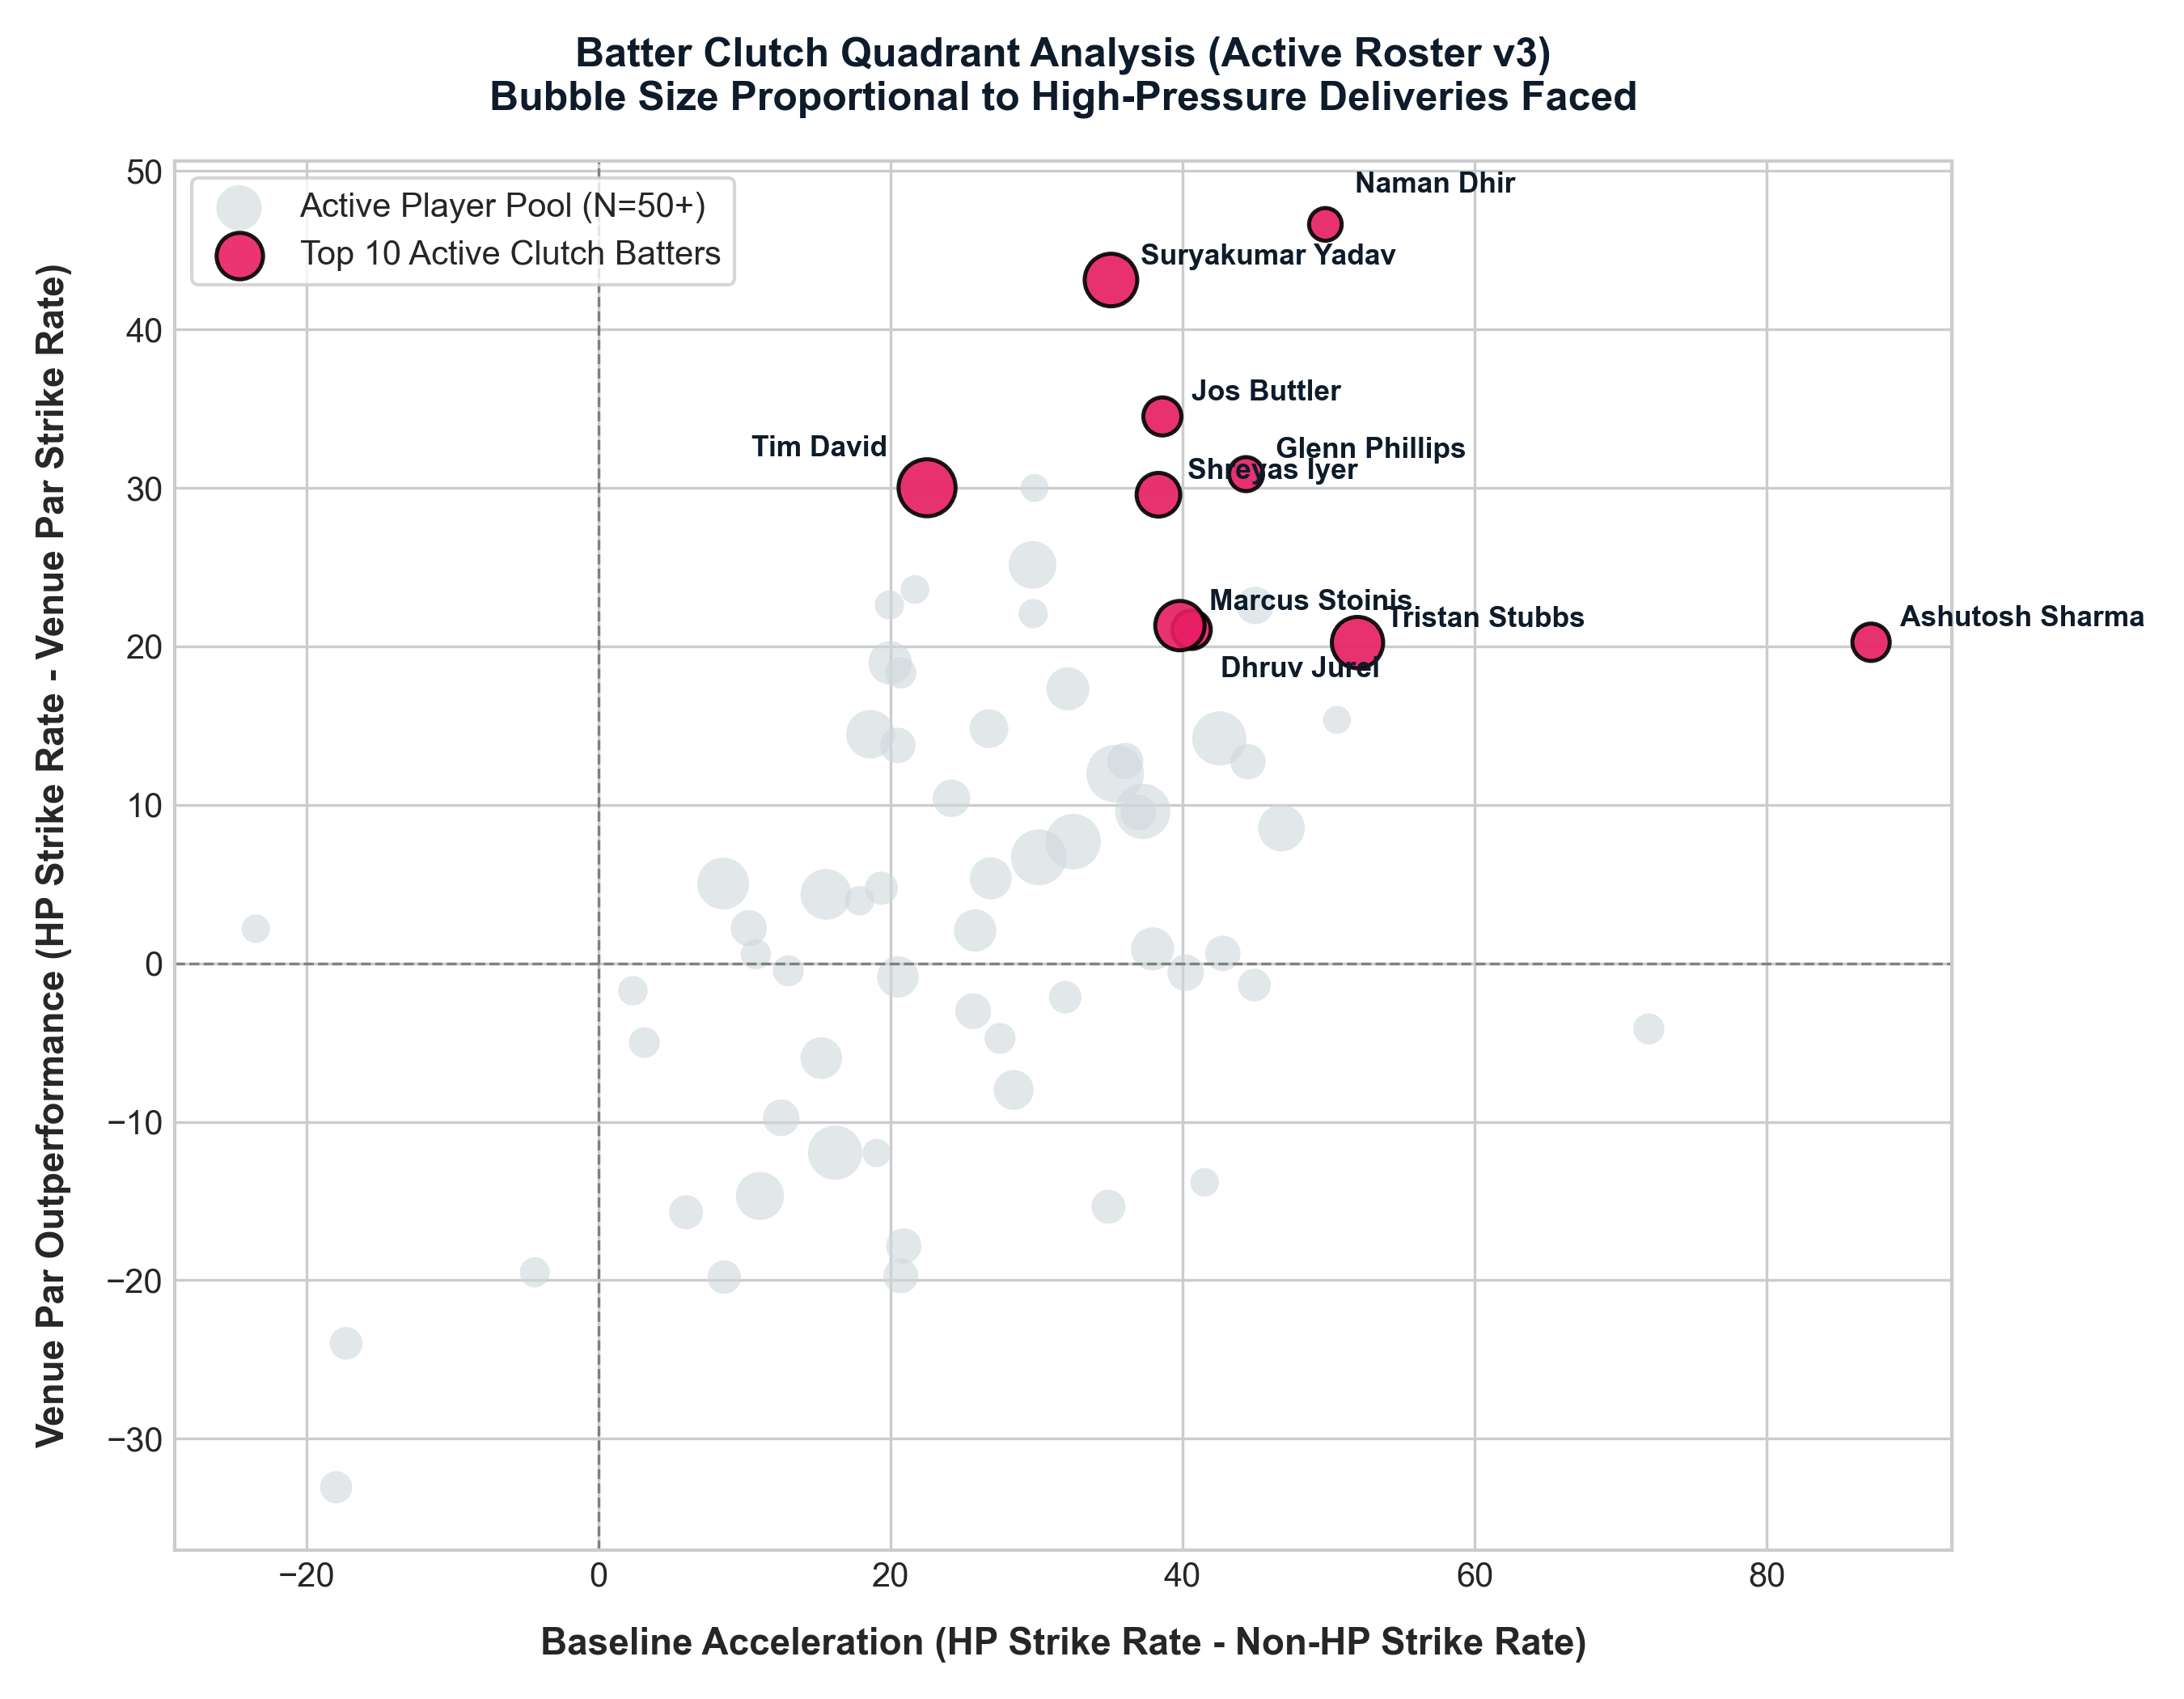 Batter Clutch Quadrant Analysis (Active Roster v3)
Bubble Size Proportional to High-Pressure Deliveries Faced
Active Player Pool (N=50+)
Top 10 Active Clutch Batters
Naman Dhir
Suryakumar Yadav
Jos Buttler
Tim David
Glenn Phillips
Shreyas Iyer
Marcus Stoinis
Tristan Stubbs
Ashutosh Sharma
Dhruv Jurel
50
40
30
20
10
0
−10
−20
−30
−20
0
20
40
60
80
Venue Par Outperformance (HP Strike Rate - Venue Par Strike Rate)
Baseline Acceleration (HP Strike Rate - Non-HP Strike Rate)